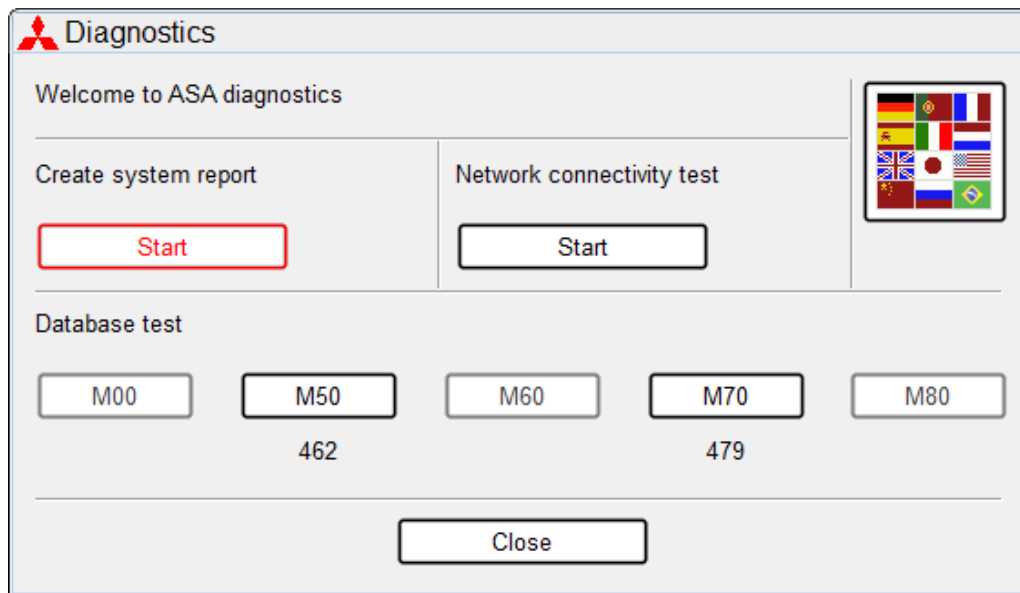 Diagnostics
Welcome to ASA diagnostics
Create system report
Network connectivity test
Start
Start
Database test
M00
M50
M60
M70
M80
462
479
Close